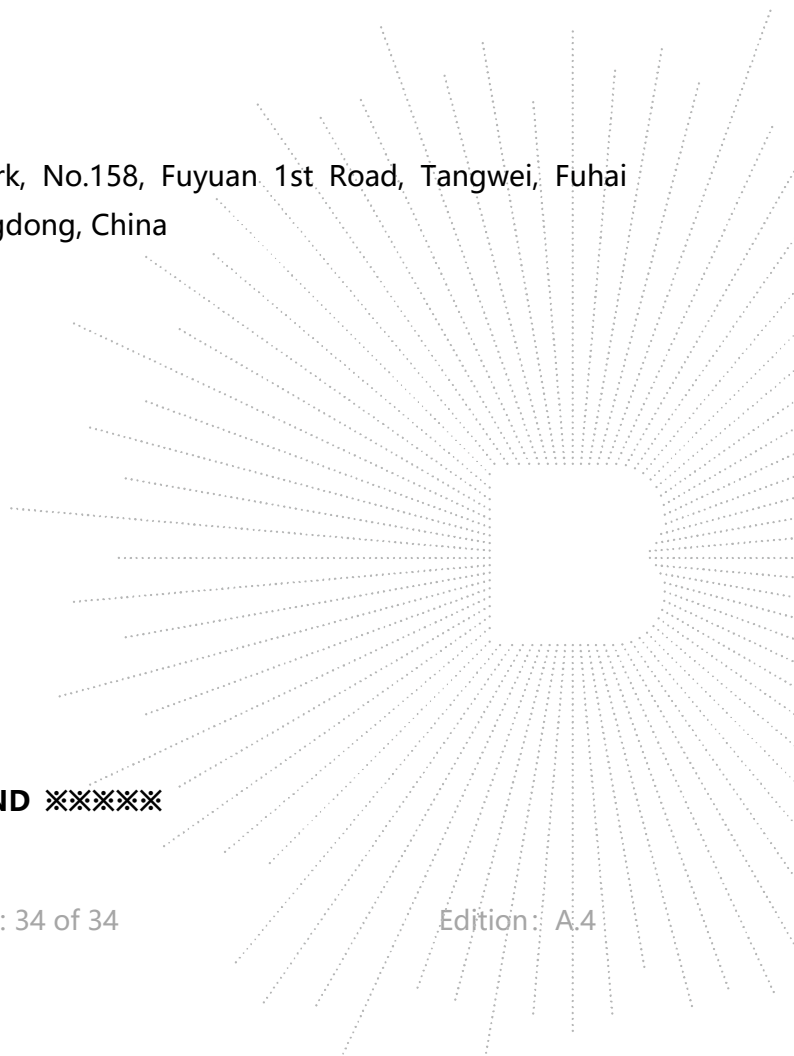 rk, No.158, Fuyuan 1st Road, Tangwei, Fuhai
gdong, China
ND ※※※※※
: 34 of 34 Edition：A.4